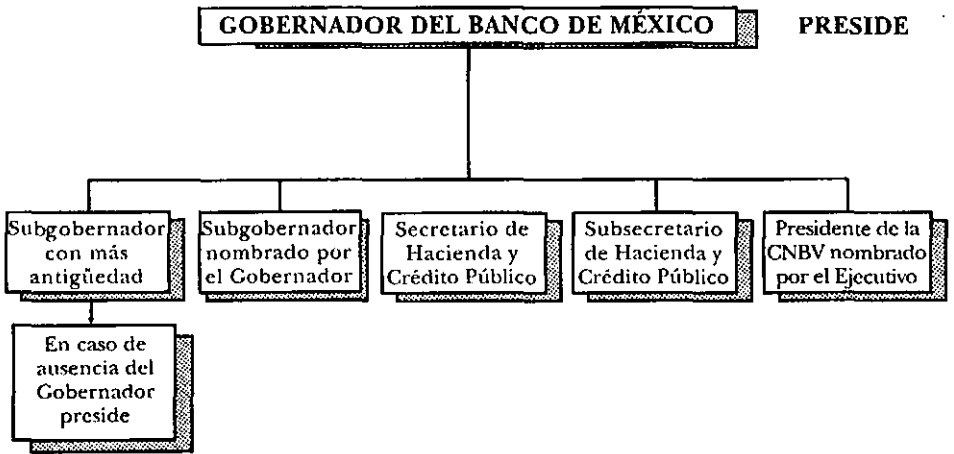 GOBERNADOR DEL BANCO DE MÉXICO
PRESIDE
Subgobernador
con más
antigüedad
Subgobernador
nombrado por
el Gobernador
Secretario de
Hacienda y
Crédito Público
Subsecretario
de Hacienda y
Crédito Público
Presidente de la
CNBV nombrado
por el Ejecutivo
En caso de
ausencia del
Gobernador
preside